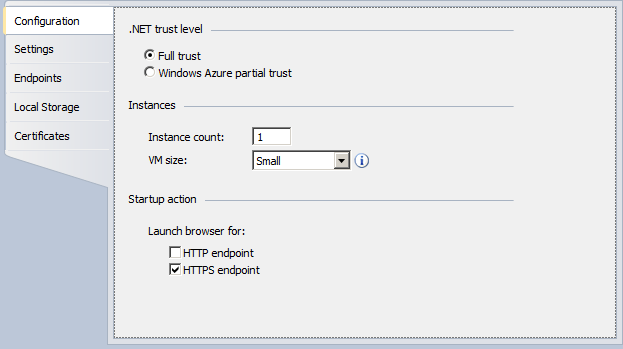 Configuration
Settings
Endpoints
Local Storage
Certificates
.NET trust level
Full trust
Windows Azure partial trust
Instances
Instance count: 1
VM size: Small
Startup action
Launch browser for:
HTTP endpoint
HTTPS endpoint